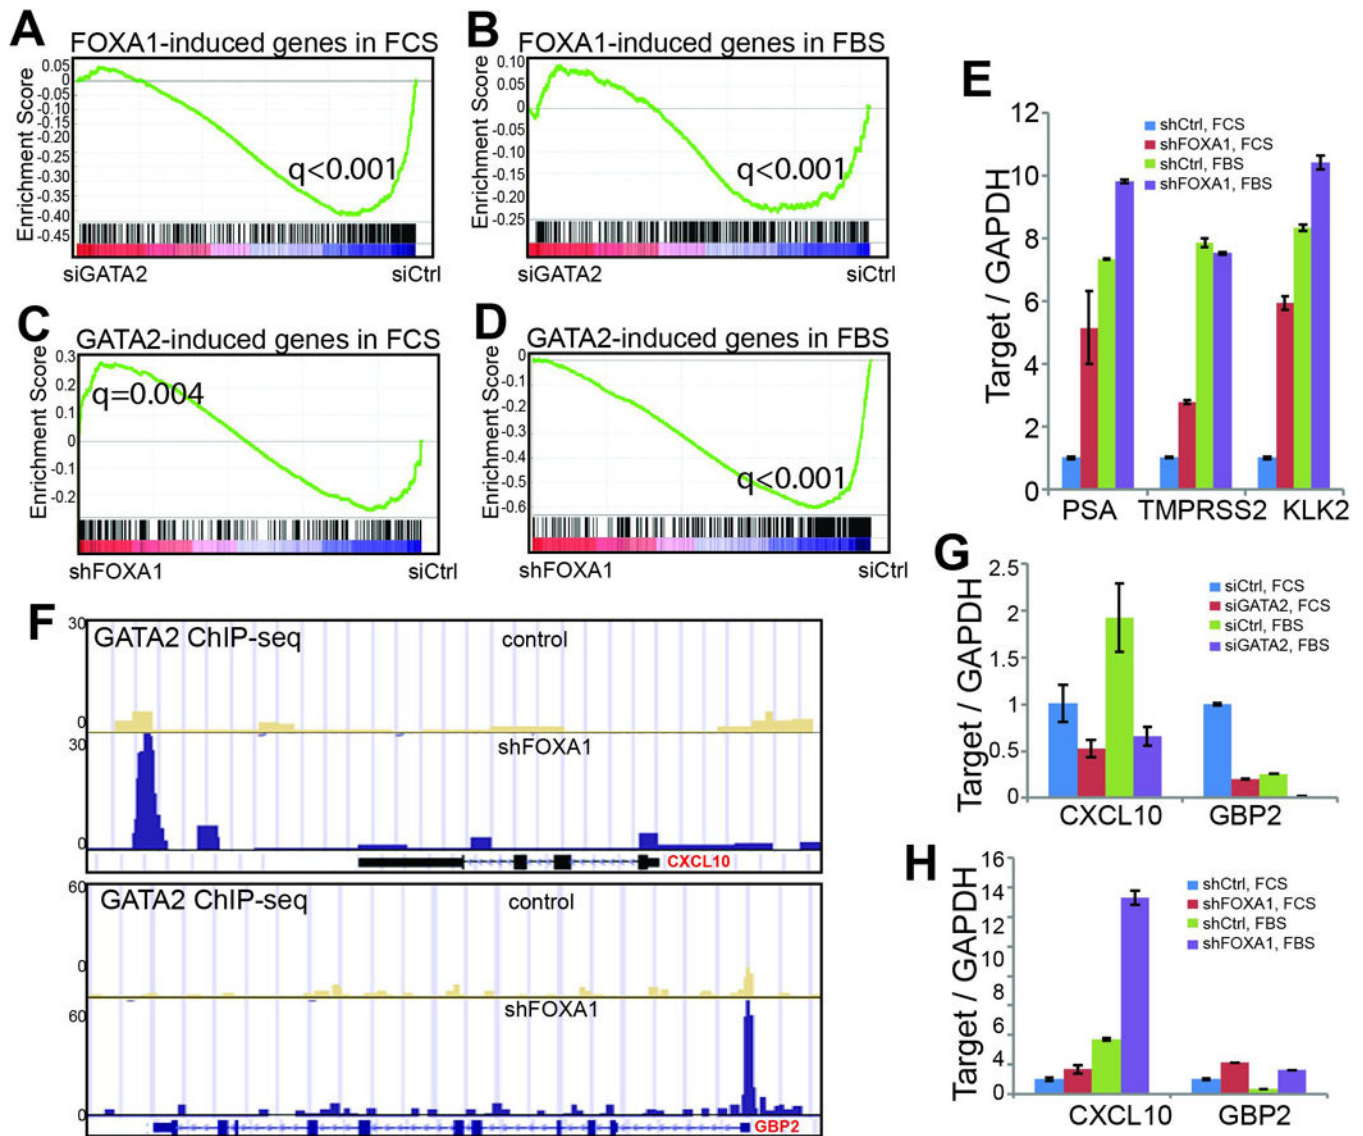 A
FOXA1-induced genes in FCS
Enrichment Score
0.05
0
-0.05
-0.10
-0.15
-0.20
-0.25
-0.30
-0.35
-0.40
-0.45
q<0.001
siGATA2 siCtrl
B
FOXA1-induced genes in FBS
Enrichment Score
0.10
0.05
0
-0.05
-0.10
-0.15
-0.20
-0.25
q<0.001
siGATA2 siCtrl
C
GATA2-induced genes in FCS
Enrichment Score
0.3
0.2
0.1
0
-0.1
-0.2
q=0.004
shFOXA1 siCtrl
D
GATA2-induced genes in FBS
Enrichment Score
0
-0.1
-0.2
-0.3
-0.4
-0.5
-0.6
q<0.001
shFOXA1 siCtrl
E
Target / GAPDH
12
10
8
6
4
2
0
shCtrl, FCS
shFOXA1, FCS
shCtrl, FBS
shFOXA1, FBS
PSA TMPRSS2 KLK2
F
30
GATA2 ChIP-seq control
0
30
shFOXA1
0
CXCL10
60
GATA2 ChIP-seq control
0
60
shFOXA1
0
GBP2
G
Target / GAPDH
2.5
2
1.5
1
0.5
0
siCtrl, FCS
siGATA2, FCS
siCtrl, FBS
siGATA2, FBS
CXCL10 GBP2
H
Target / GAPDH
16
14
12
10
8
6
4
0
shCtrl, FCS
shFOXA1, FCS
shCtrl, FBS
shFOXA1, FBS
CXCL10 GBP2